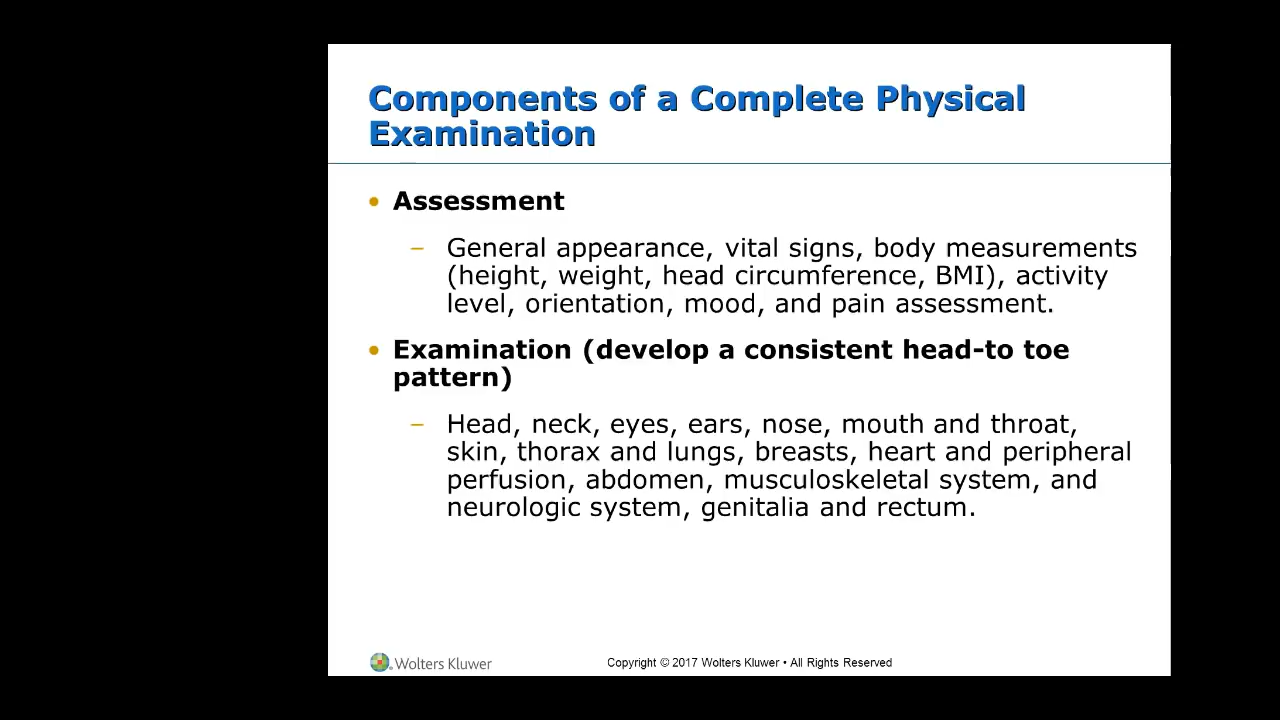 Components of a Complete Physical
Examination
• Assessment
– General appearance, vital signs, body measurements
(height, weight, head circumference, BMI), activity
level, orientation, mood, and pain assessment.
• Examination (develop a consistent head-to toe
pattern)
– Head, neck, eyes, ears, nose, mouth and throat,
skin, thorax and lungs, breasts, heart and peripheral
perfusion, abdomen, musculoskeletal system, and
neurologic system, genitalia and rectum.
Wolters Kluwer
Copyright © 2017 Wolters Kluwer • All Rights Reserved